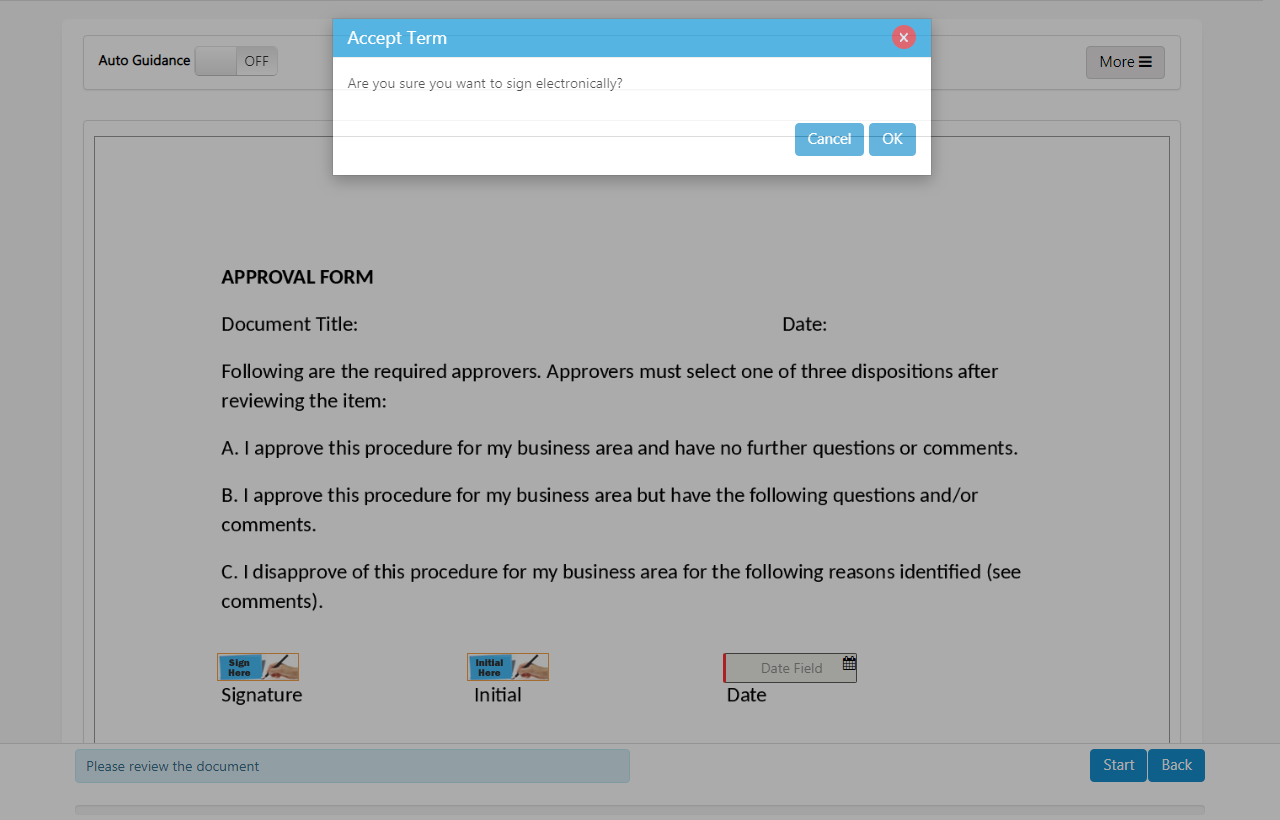 Accept Term
Are you sure you want to sign electronically?
Cancel OK
Auto Guidance OFF
More
APPROVAL FORM
Document Title: Date:
Following are the required approvers. Approvers must select one of three dispositions after
reviewing the item:
A. I approve this procedure for my business area and have no further questions or comments.
B. I approve this procedure for my business area but have the following questions and/or
comments.
C. I disapprove of this procedure for my business area for the following reasons identified (see
comments).
Sign
Here
Initial
Here
Date Field
Signature Initial Date
Please review the document
Start Back